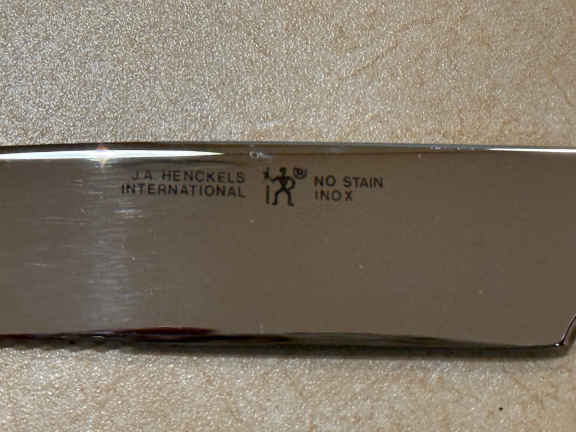 J.A. HENCKELS
INTERNATIONAL
®
NO STAIN
INOX